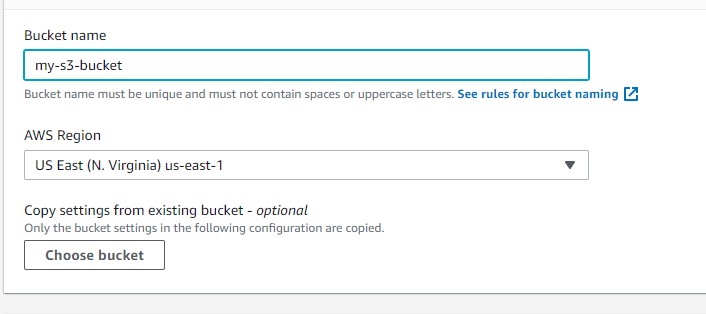 Bucket name
my-s3-bucket
Bucket name must be unique and must not contain spaces or uppercase letters. See rules for bucket naming
AWS Region
US East (N. Virginia) us-east-1
Copy settings from existing bucket - optional
Only the bucket settings in the following configuration are copied.
Choose bucket